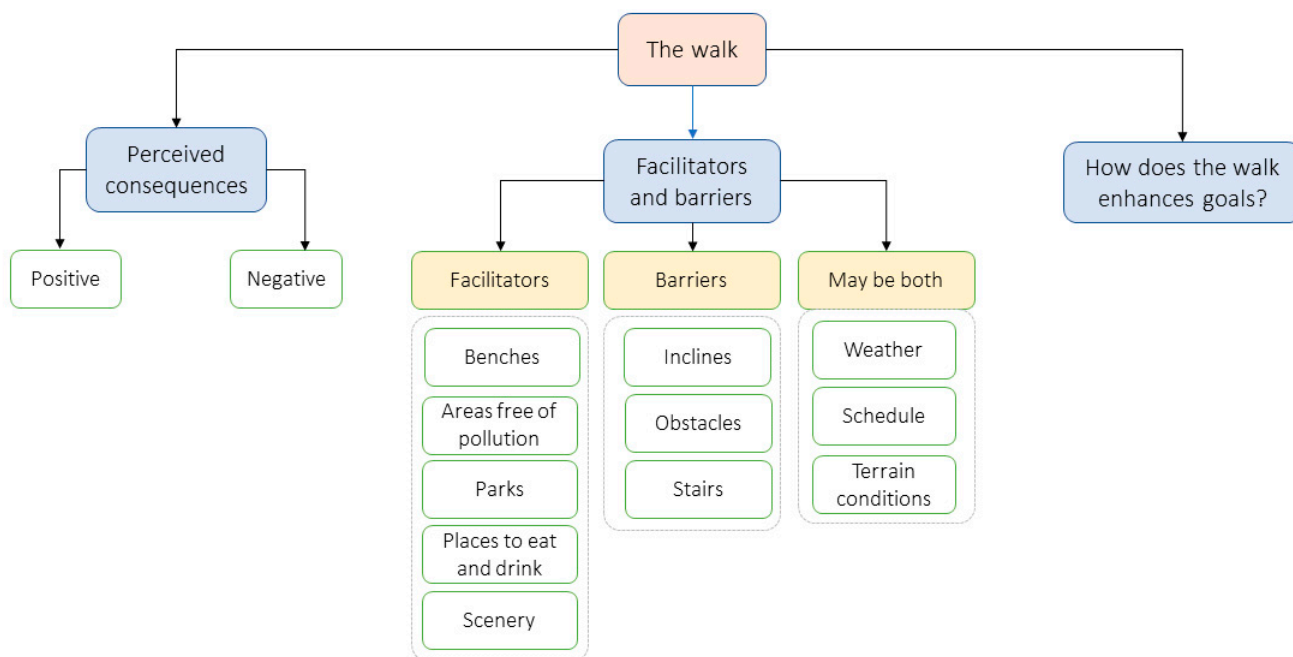 The walk
Perceived
consequences
Facilitators
and barriers
How does the walk
enhances goals?
Positive
Negative
Facilitators
Barriers
May be both
Benches
Areas free of
pollution
Parks
Places to eat
and drink
Scenery
Inclines
Obstacles
Stairs
Weather
Schedule
Terrain
conditions